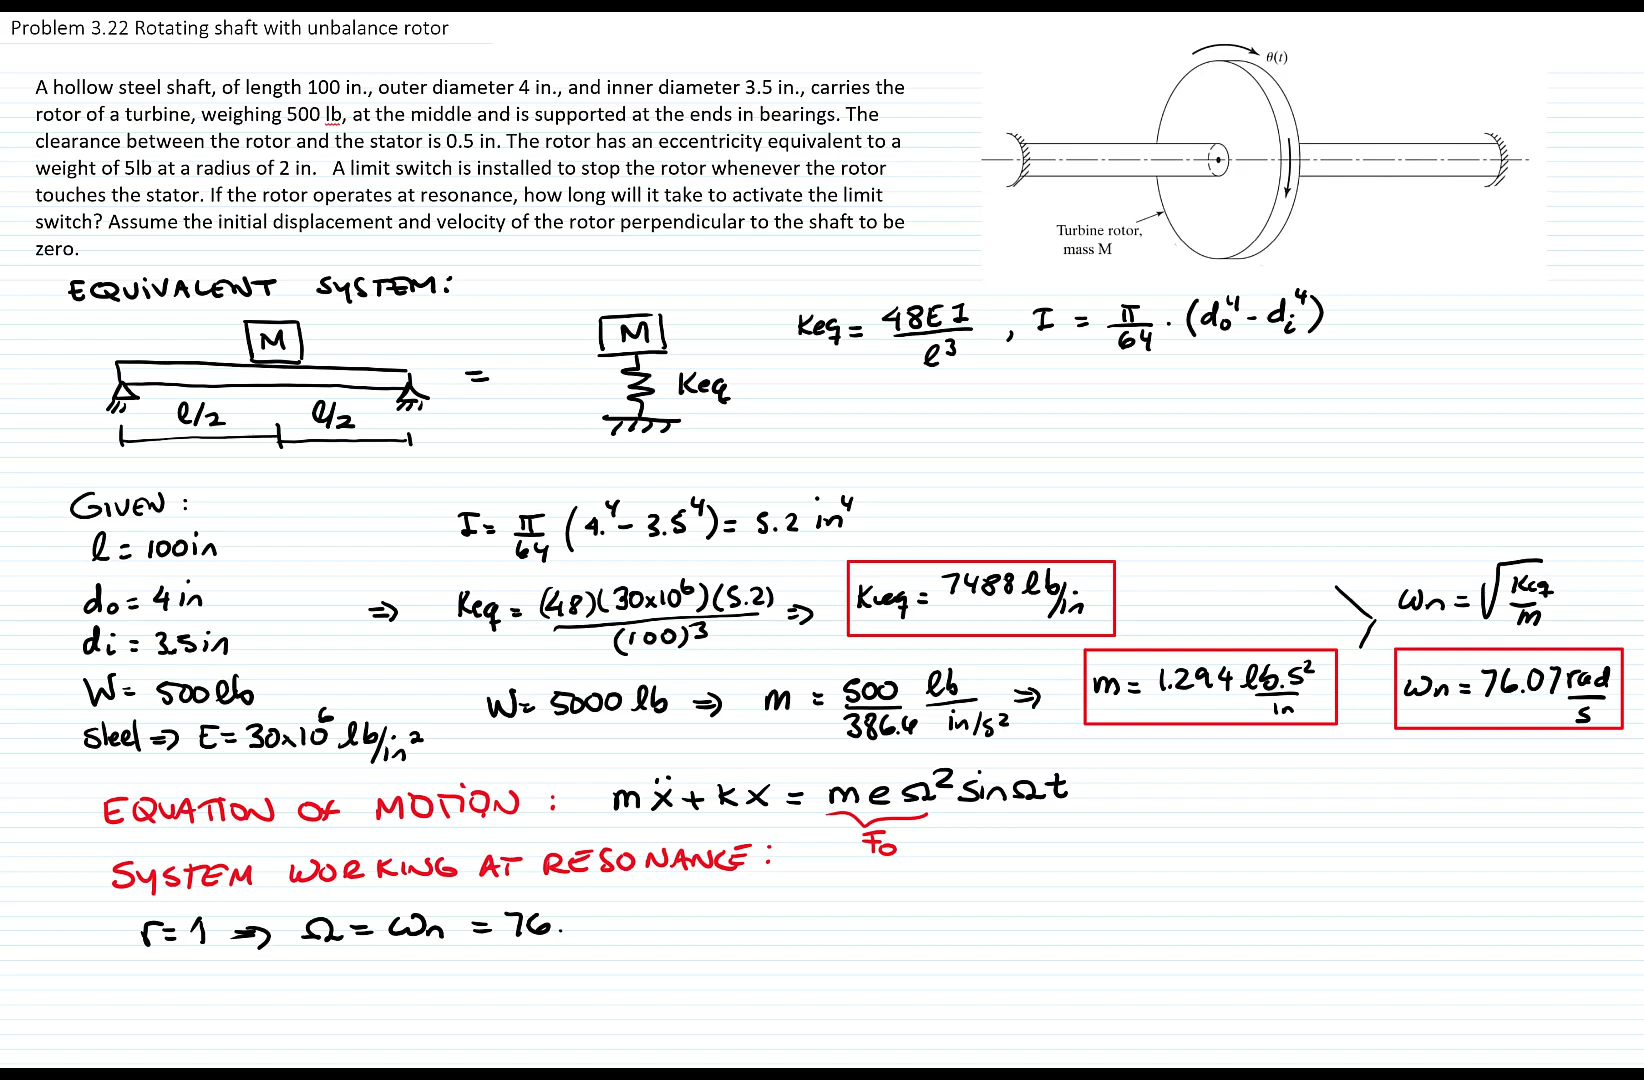 Problem 3.22 Rotating shaft with unbalance rotor
θ(t)
A hollow steel shaft, of length 100 in., outer diameter 4 in., and inner diameter 3.5 in., carries the
rotor of a turbine, weighing 500 lb, at the middle and is supported at the ends in bearings. The
clearance between the rotor and the stator is 0.5 in. The rotor has an eccentricity equivalent to a
weight of 5lb at a radius of 2 in. A limit switch is installed to stop the rotor whenever the rotor
touches the stator. If the rotor operates at resonance, how long will it take to activate the limit
switch? Assume the initial displacement and velocity of the rotor perpendicular to the shaft to be
zero.
Turbine rotor,
mass M
EQUIVALENT SYSTEM:
M
l/2 l/2
=
M
Keq
Keq = 48EI / l³ , I = π/64 · (do⁴ - di⁴)
GIVEN:
l = 100in
do = 4 in
di = 3.5in
W = 500lb
Steel => E = 30x10⁶ lb/in²
I = π/64 (4.⁴ - 3.5⁴) = 5.2 in⁴
=> Keq = (48)(30x10⁶)(5.2) / (100)³ => Keq = 7488 lb/in
W = 5000 lb => m = 500/386.4 lb/in/s² => m = 1.294 lb.s²/in
ωn = √Keq/m
ωn = 76.07 rad/s
EQUATION OF MOTION: mẍ + kx = meΩ² sinΩt
Fo
SYSTEM WORKING AT RESONANCE:
r = 1 => Ω = ωn = 76.